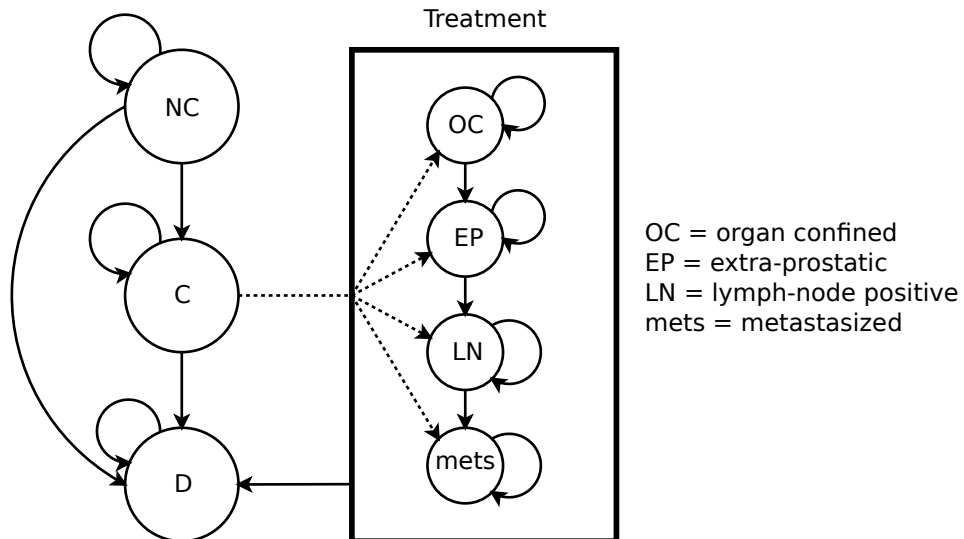 Treatment
NC
OC
EP
C
LN
mets
D
OC = organ confined
EP = extra-prostatic
LN = lymph-node positive
mets = metastasized